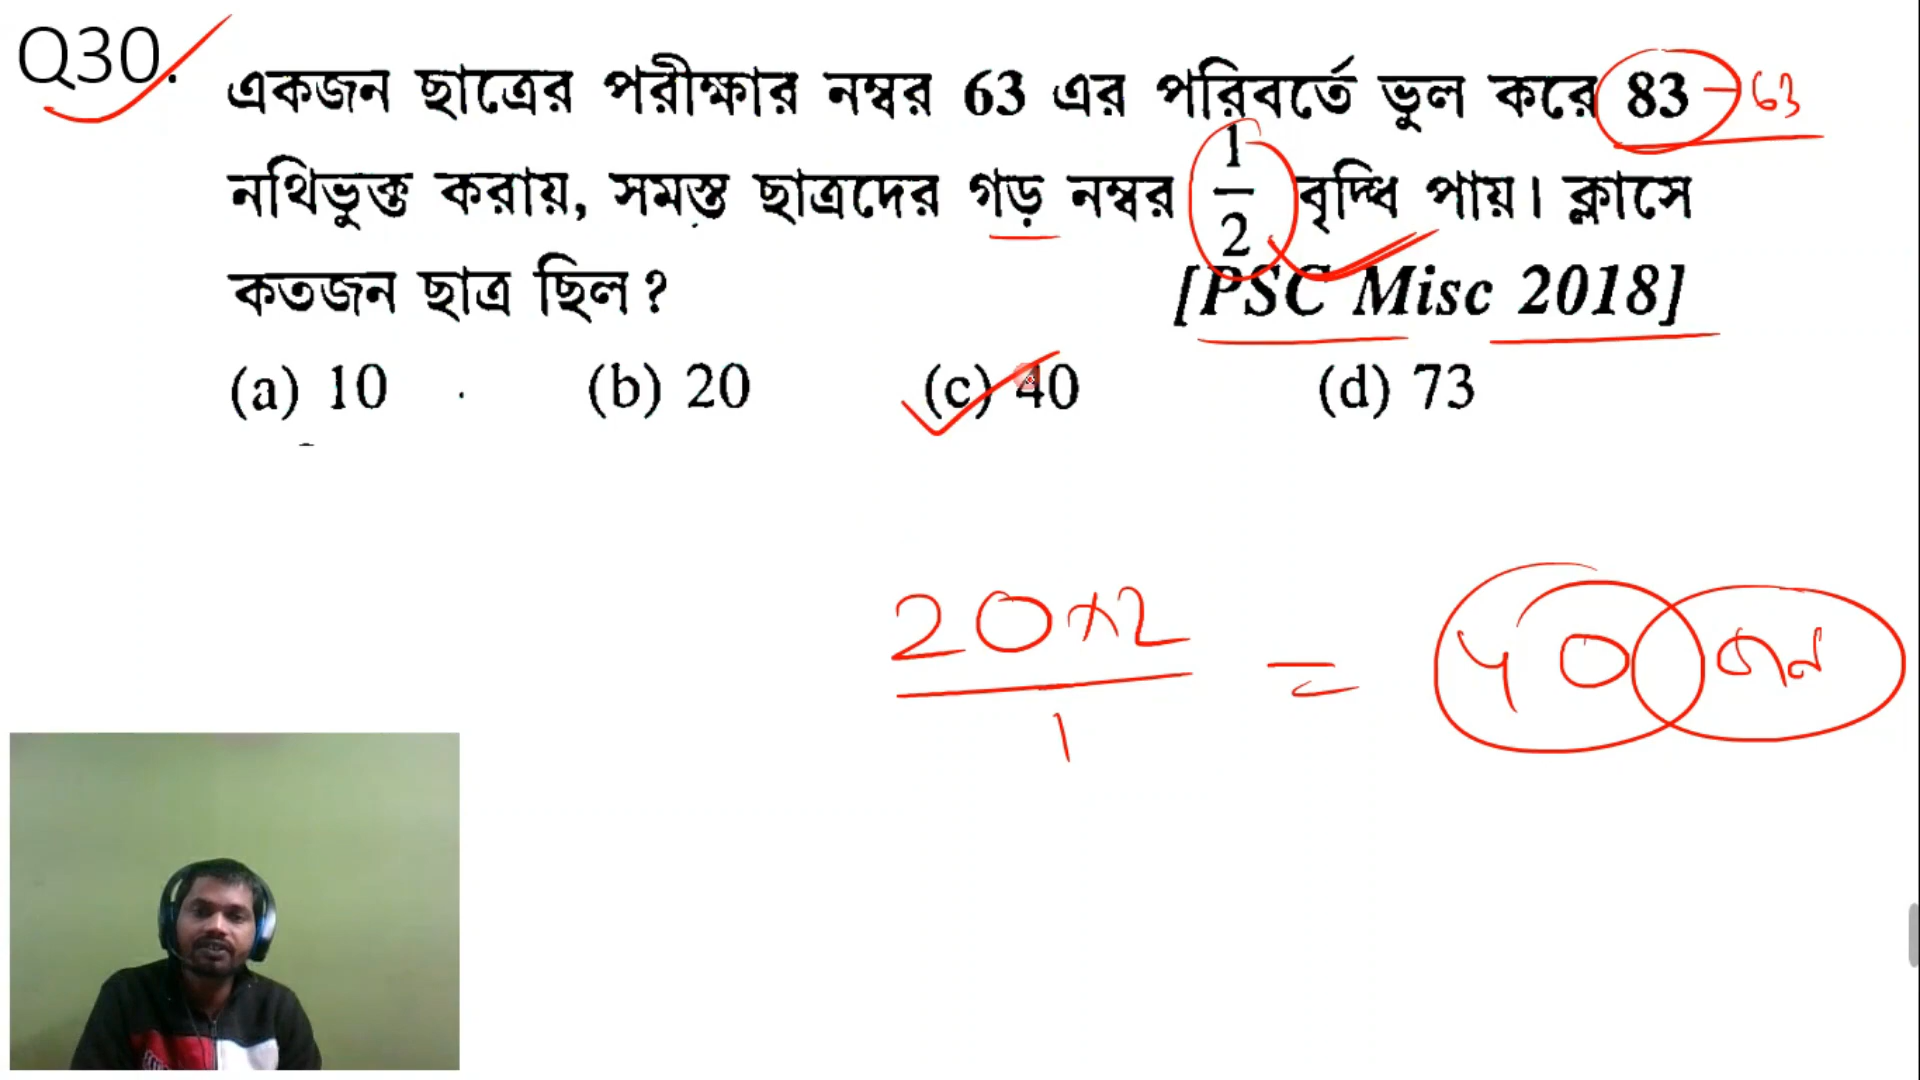 Q30.
একজন ছাত্রের পরীক্ষার নম্বর 63 এর পরিবর্তে ভুল করে 83 - 63
নথিভুক্ত করায়, সমস্ত ছাত্রদের গড় নম্বর 1/2 বৃদ্ধি পায়। ক্লাসে
কতজন ছাত্র ছিল ? [PSC Misc 2018]
(a) 10 (b) 20 (c) 40 (d) 73
20×2
1
= 40 জন